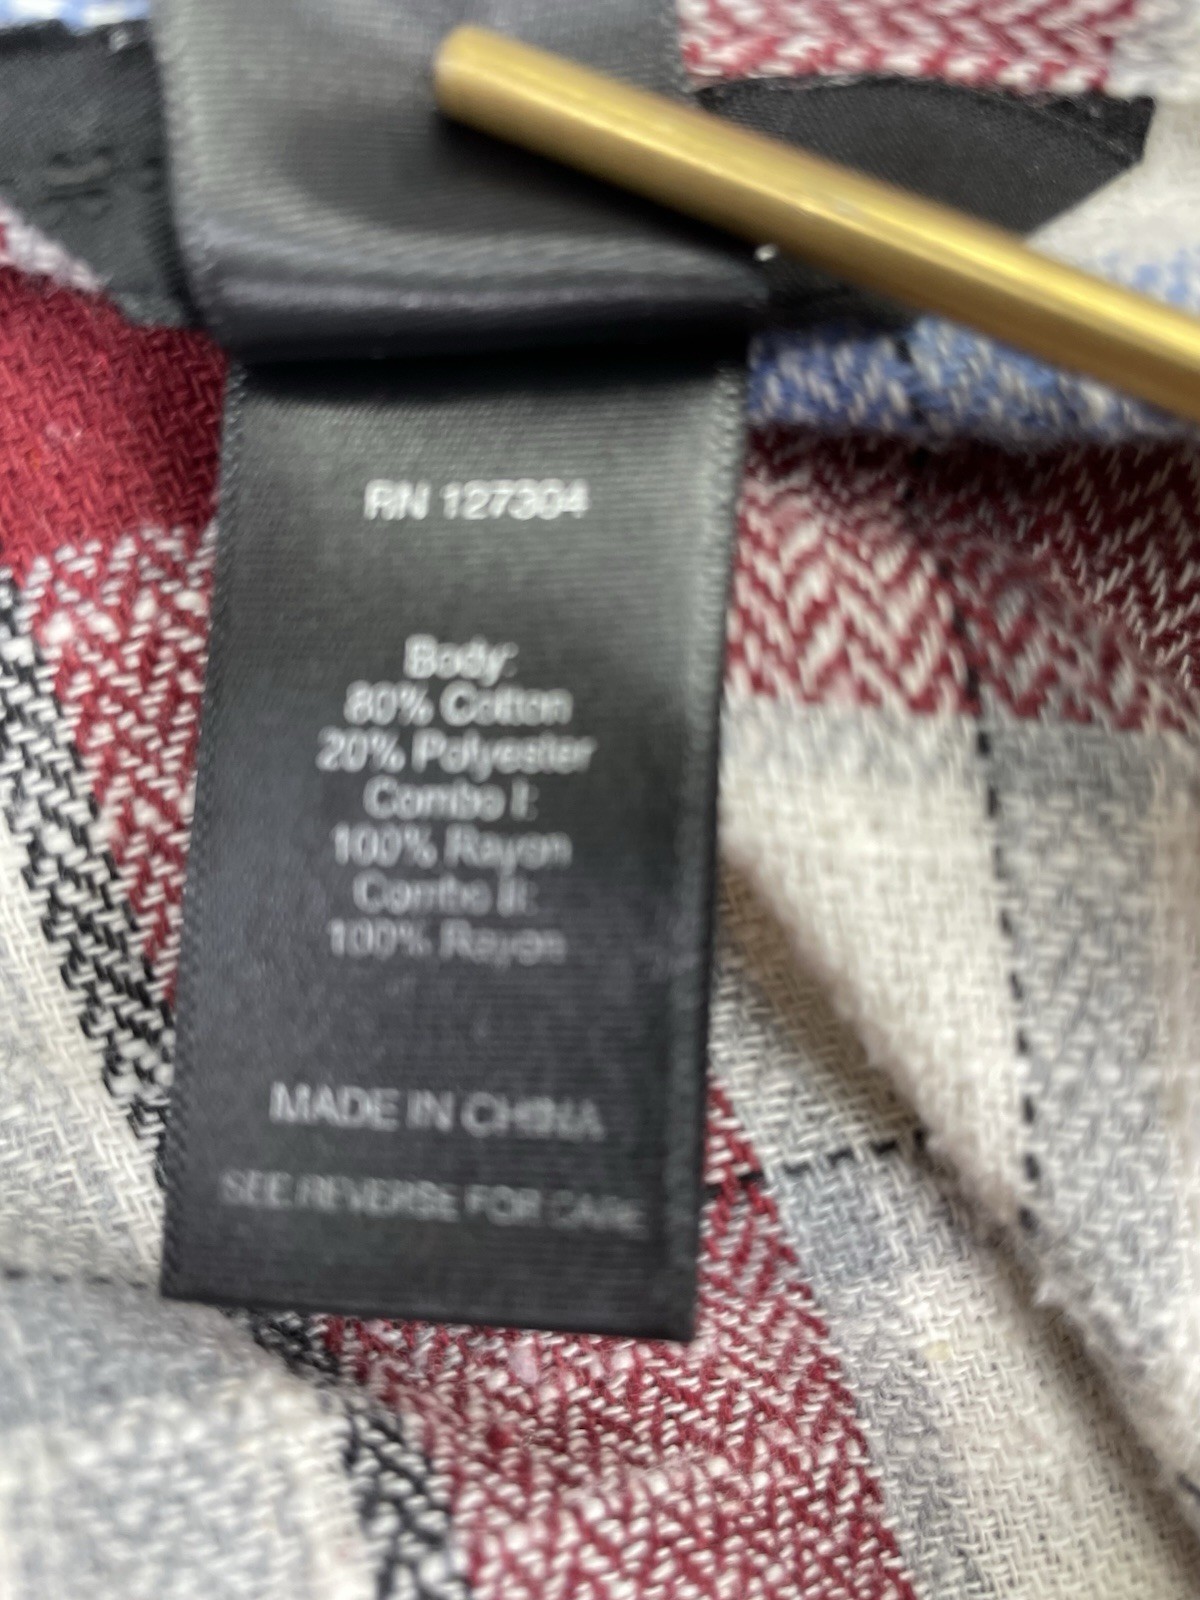 RN 127304
Body:
80% Cotton
20% Polyester
Combo I:
100% Rayon
Combo II:
100% Rayon
MADE IN CHINA
SEE REVERSE FOR CARE